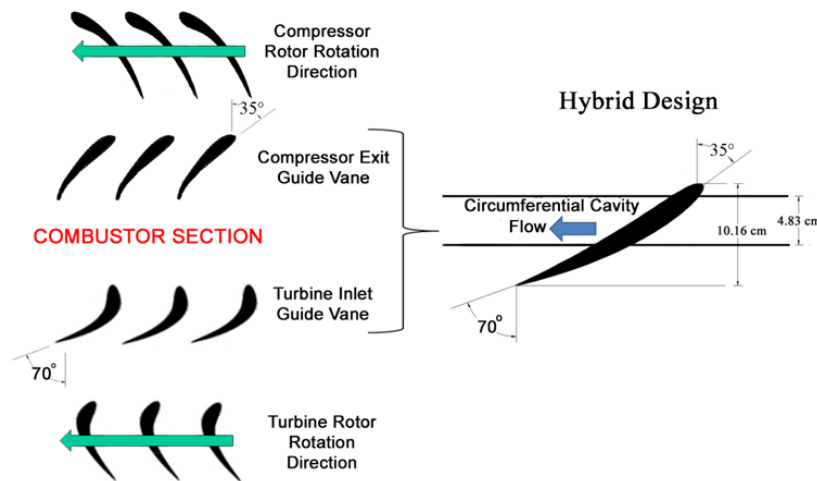 Compressor
Rotor Rotation
Direction
35°
Compressor Exit
Guide Vane
COMBUSTOR SECTION
Turbine Inlet
Guide Vane
70°
Turbine Rotor
Rotation
Direction
Hybrid Design
35°
Circumferential Cavity
Flow
4.83 cm
10.16 cm
70°